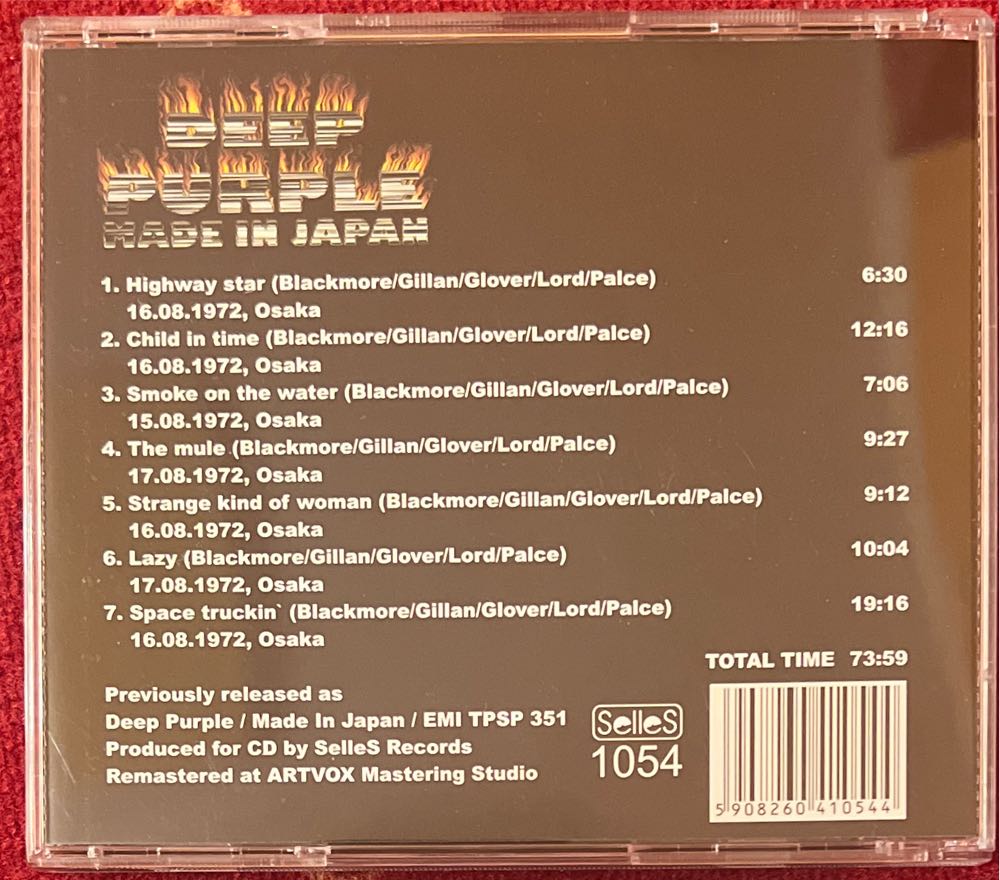 DEEP
PURPLE
MADE IN JAPAN
1. Highway star (Blackmore/Gillan/Glover/Lord/Palce) 6:30
16.08.1972, Osaka
2. Child in time (Blackmore/Gillan/Glover/Lord/Palce) 12:16
16.08.1972, Osaka
3. Smoke on the water (Blackmore/Gillan/Glover/Lord/Palce) 7:06
15.08.1972, Osaka
4. The mule (Blackmore/Gillan/Glover/Lord/Palce) 9:27
17.08.1972, Osaka
5. Strange kind of woman (Blackmore/Gillan/Glover/Lord/Palce) 9:12
16.08.1972, Osaka
6. Lazy (Blackmore/Gillan/Glover/Lord/Palce) 10:04
17.08.1972, Osaka
7. Space truckin` (Blackmore/Gillan/Glover/Lord/Palce) 19:16
16.08.1972, Osaka
TOTAL TIME 73:59
Previously released as
Deep Purple / Made In Japan / EMI TPSP 351
Produced for CD by SelleS Records
Remastered at ARTVOX Mastering Studio
SelleS
1054
5 908260 410544